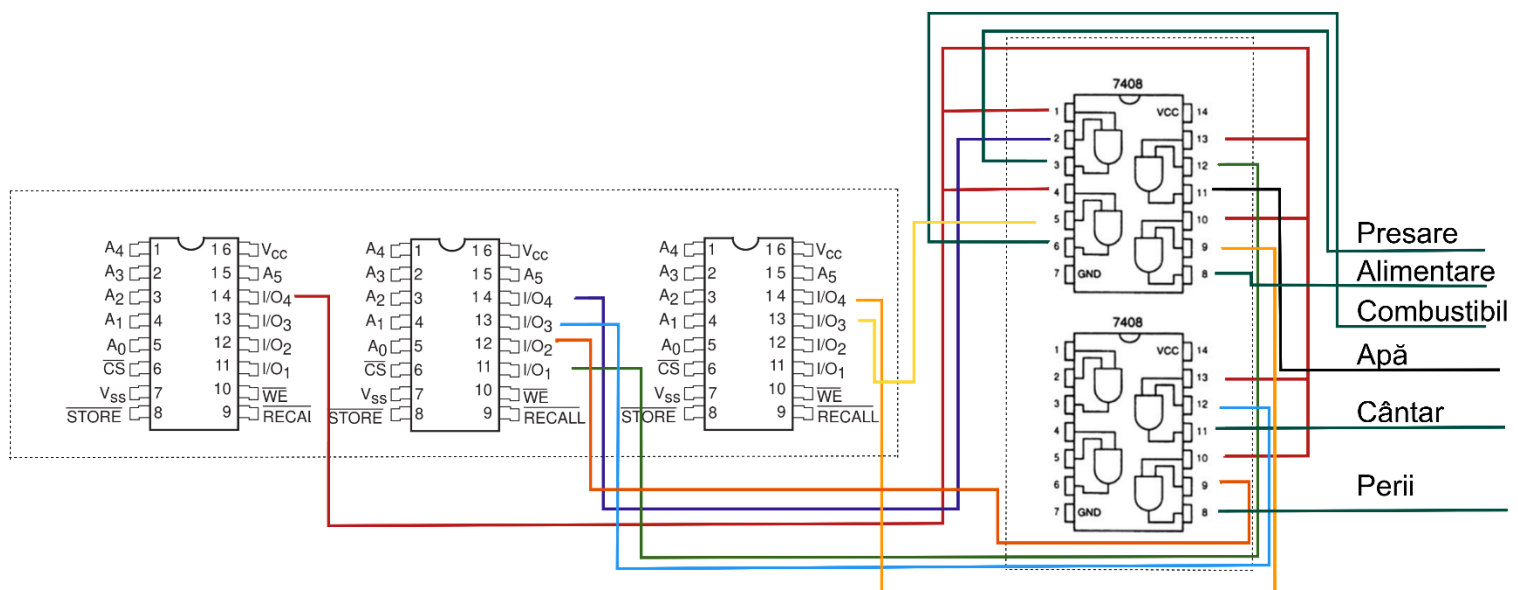 A4 1 16 VCC
A3 2 15 A5
A2 3 14 I/O4
A1 4 13 I/O3
A0 5 12 I/O2
CS 6 11 I/O1
VSS 7 10 WE
STORE 8 9 RECAL
A4 1 16 VCC
A3 2 15 A5
A2 3 14 I/O4
A1 4 13 I/O3
A0 5 12 I/O2
CS 6 11 I/O1
VSS 7 10 WE
STORE 8 9 RECALL
A4 1 16 VCC
A3 2 15 A5
A2 3 14 I/O4
A1 4 13 I/O3
A0 5 12 I/O2
CS 6 11 I/O1
VSS 7 10 WE
STORE 8 9 RECALL
7408
1 VCC 14
2 13
3 12
4 11
5 10
6 9
7 GND 8
7408
1 VCC 14
2 13
3 12
4 11
5 10
6 9
7 GND 8
Presare
Alimentare
Combustibil
Apă
Cântar
Perii